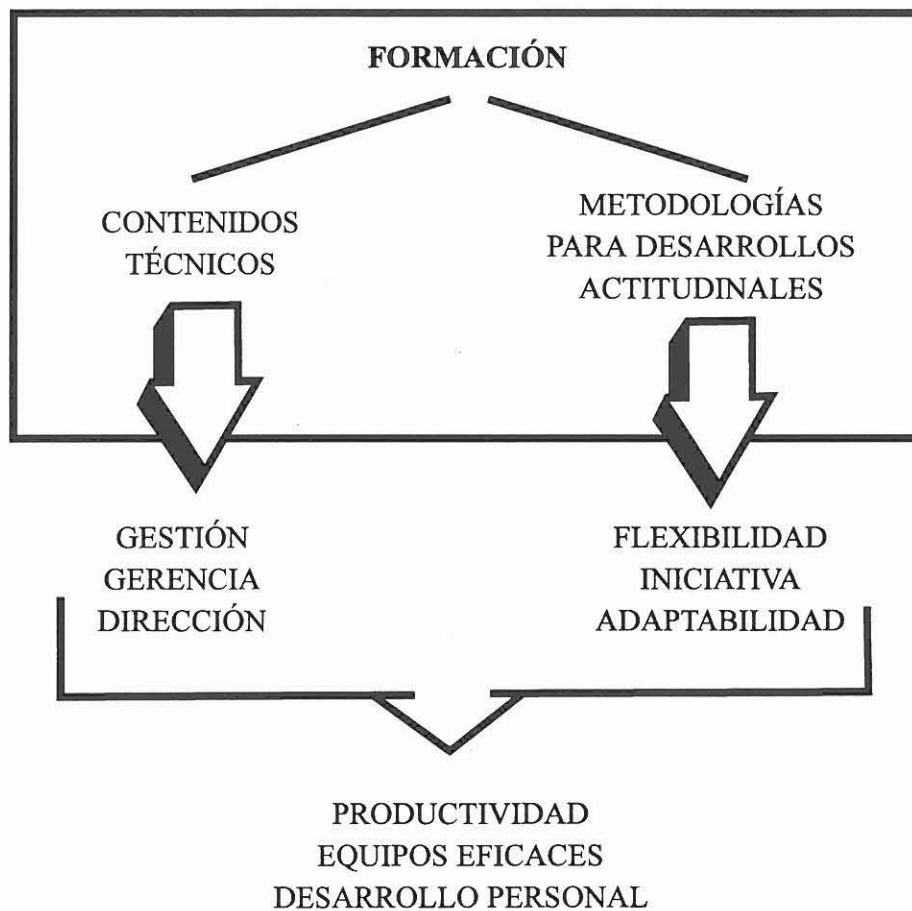 FORMACIÓN
CONTENIDOS
TÉCNICOS
METODOLOGÍAS
PARA DESARROLLOS
ACTITUDINALES
GESTIÓN
GERENCIA
DIRECCIÓN
FLEXIBILIDAD
INICIATIVA
ADAPTABILIDAD
PRODUCTIVIDAD
EQUIPOS EFICACES
DESARROLLO PERSONAL